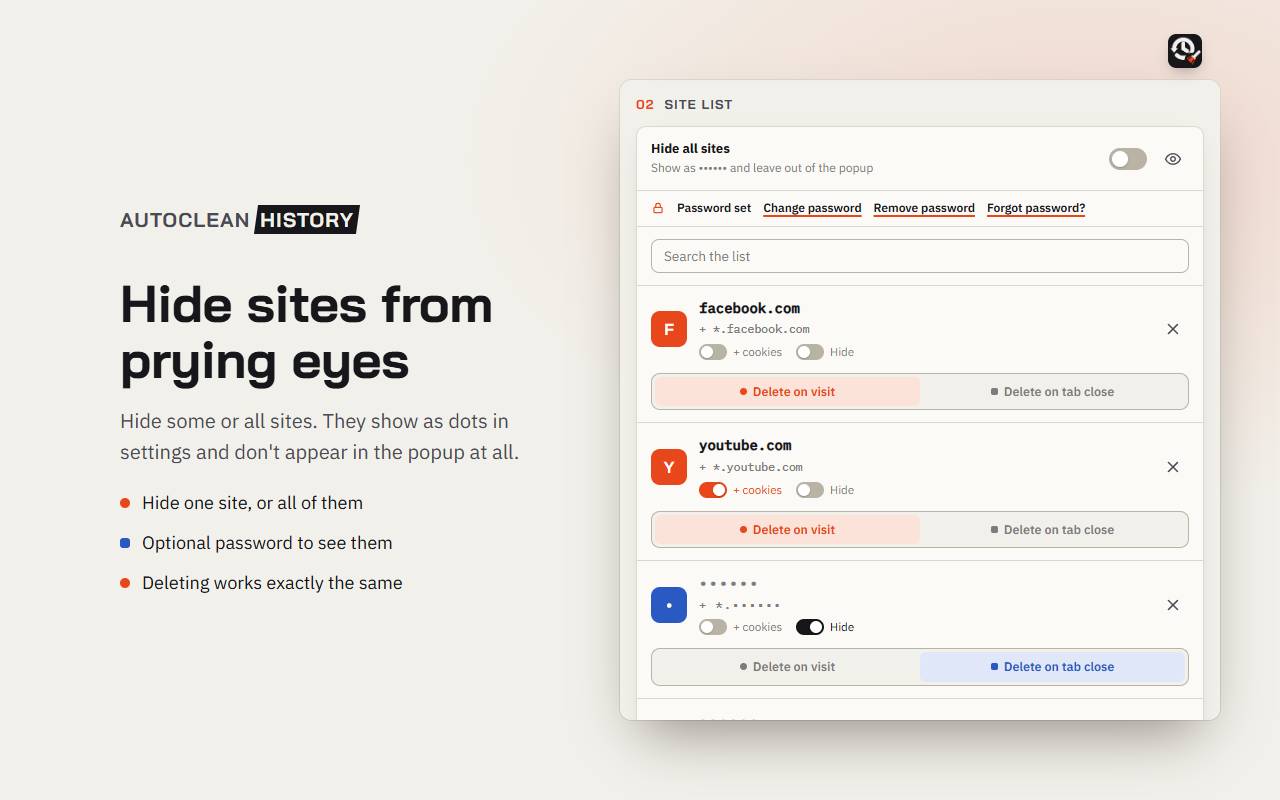 AUTOCLEAN HISTORY
Hide sites from
prying eyes
Hide some or all sites. They show as dots in
settings and don't appear in the popup at all.
Hide one site, or all of them
Optional password to see them
Deleting works exactly the same
02 SITE LIST
Hide all sites
Show as •••••• and leave out of the popup
Password set Change password Remove password Forgot password?
Search the list
F
facebook.com
+ *.facebook.com
+ cookies Hide
Delete on visit Delete on tab close
Y
youtube.com
+ *.youtube.com
+ cookies Hide
Delete on visit Delete on tab close
•
••••••
+ *.••••••
+ cookies Hide
Delete on visit Delete on tab close